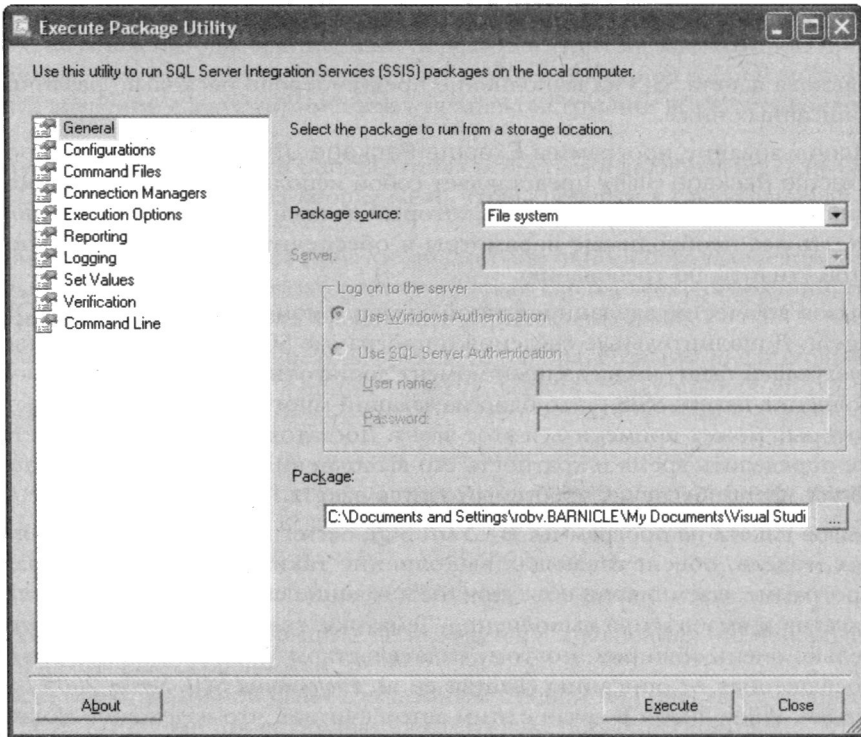 Execute Package Utility
Use this utility to run SQL Server Integration Services (SSIS) packages on the local computer.
General
Configurations
Command Files
Connection Managers
Execution Options
Reporting
Logging
Set Values
Verification
Command Line
Select the package to run from a storage location.
Package source:
File system
Server:
Log on to the server
Use Windows Authentication
Use SQL Server Authentication
User name:
Password:
Package:
C:\Documents and Settings\robv.BARNICLE\My Documents\Visual Studi
...
About
Execute
Close